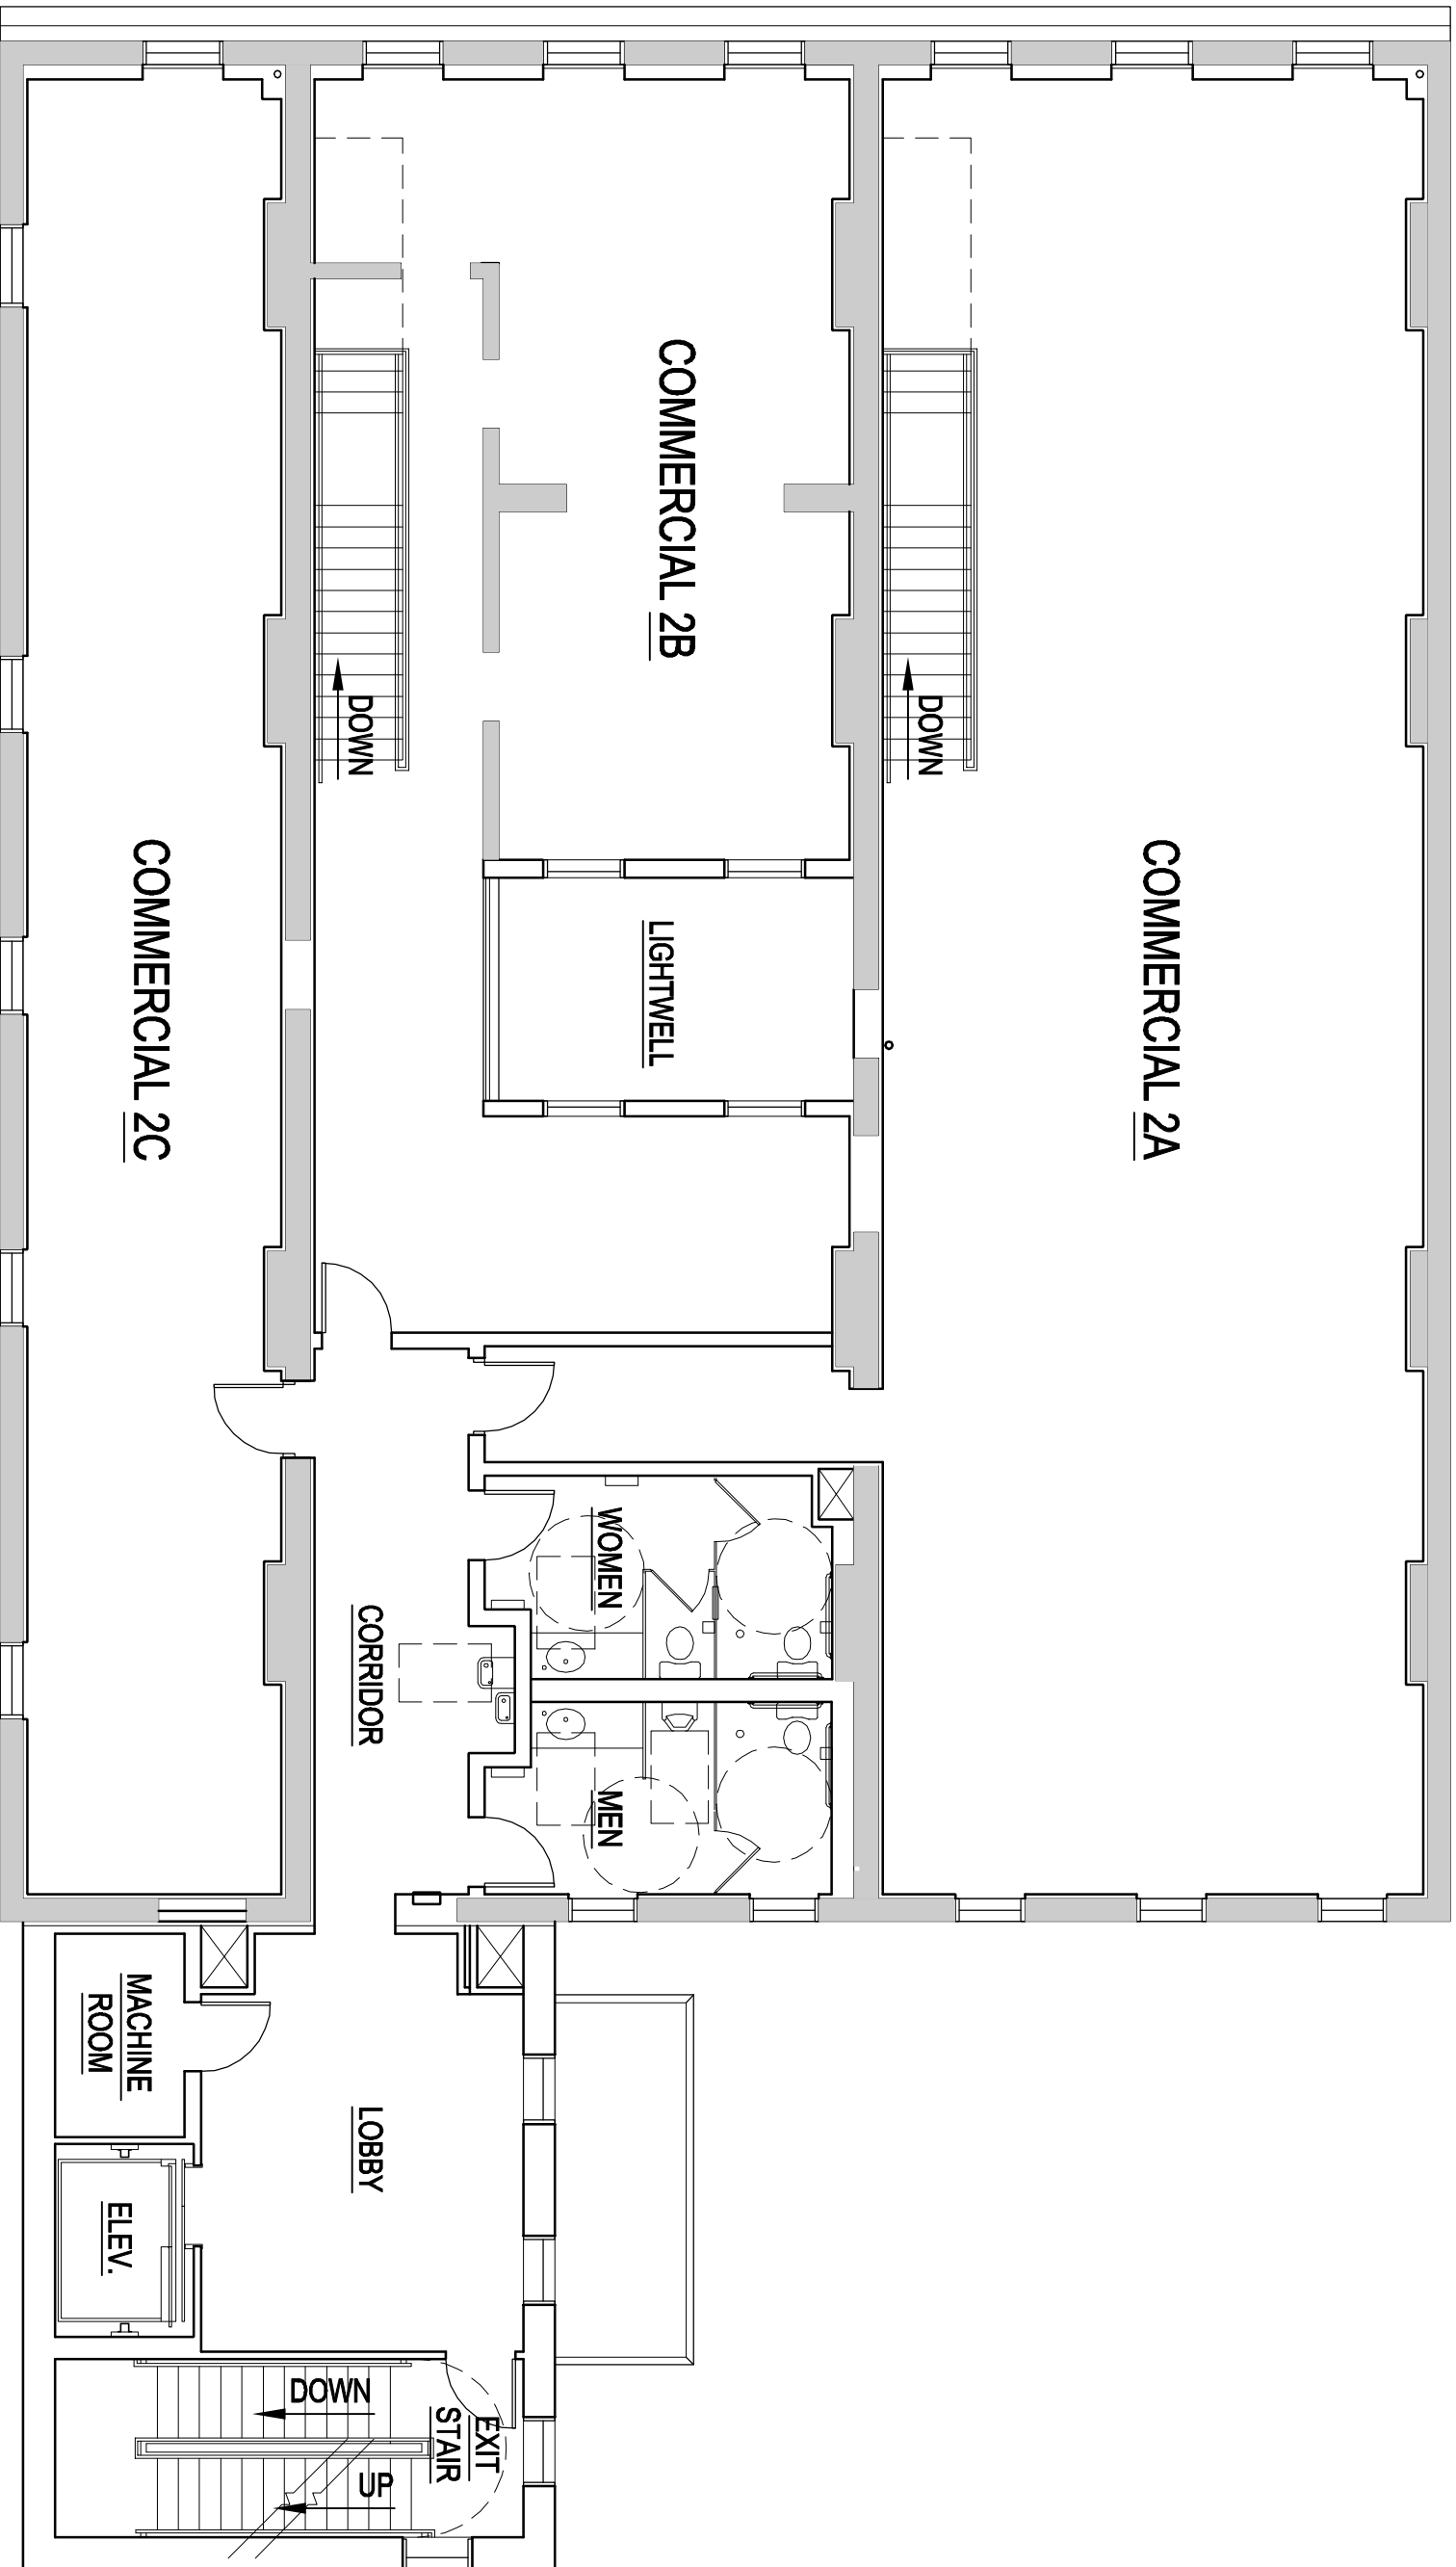 COMMERCIAL 2A
COMMERCIAL 2B
COMMERCIAL 2C
DOWN
DOWN
LIGHTWELL
WOMEN
MEN
CORRIDOR
MACHINE
ROOM
LOBBY
ELEV.
EXIT
STAIR
DOWN
UP